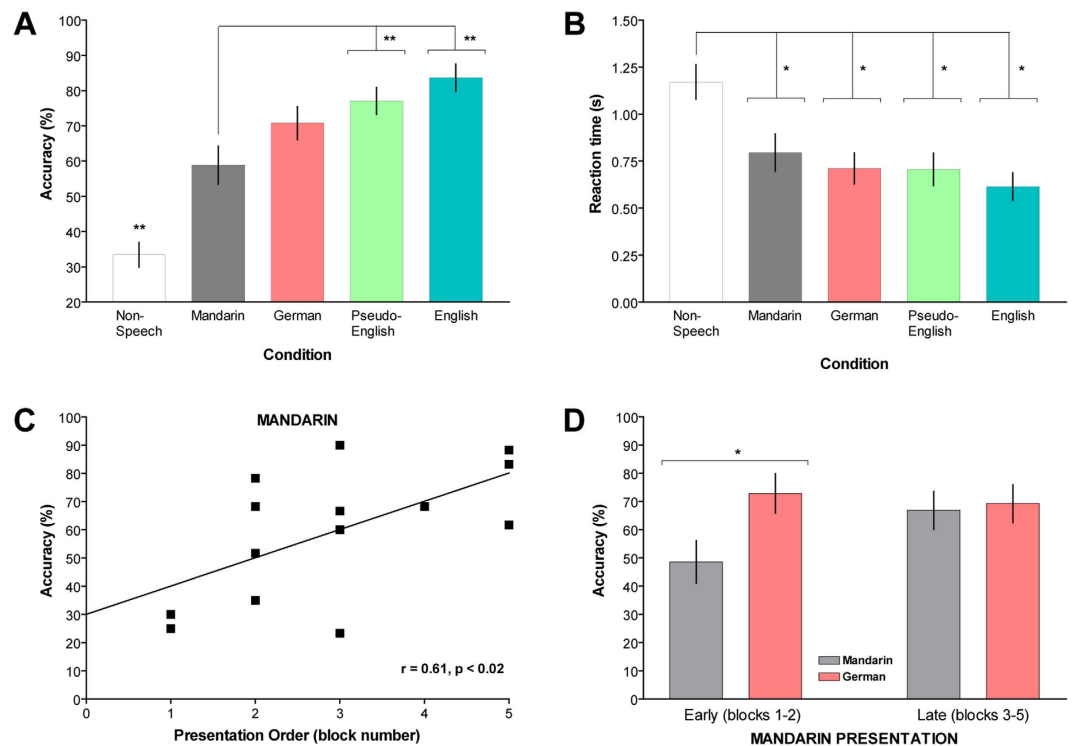 A
100
90
80
70
60
50
40
30
20
Accuracy (%)
**
**
**
Non-Speech
Mandarin
German
Pseudo-English
English
Condition
B
1.50
1.25
1.00
0.75
0.50
0.25
0.00
Reaction time (s)
*
*
*
*
Non-Speech
Mandarin
German
Pseudo-English
English
Condition
C
MANDARIN
100
90
80
70
60
50
40
30
20
10
0
Accuracy (%)
r = 0.61, p < 0.02
0
1
2
3
4
5
Presentation Order (block number)
D
100
90
80
70
60
50
40
30
20
10
0
Accuracy (%)
*
Mandarin
German
Early (blocks 1-2)
Late (blocks 3-5)
MANDARIN PRESENTATION